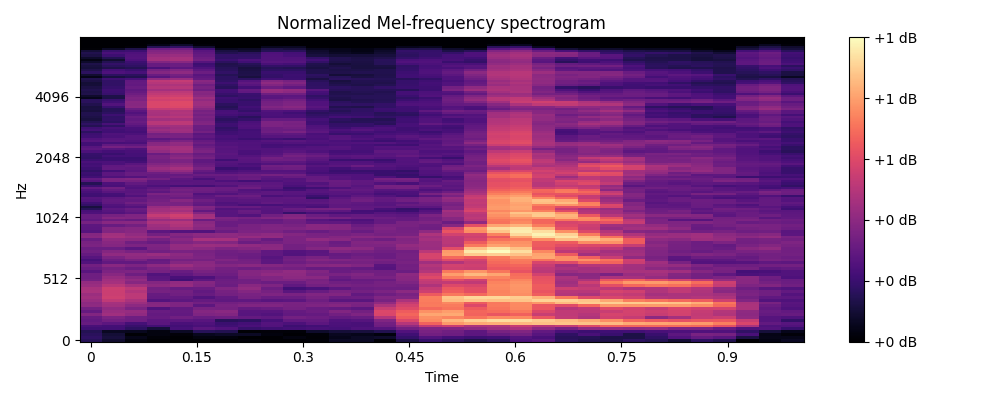 Normalized Mel-frequency spectrogram
Hz
4096
2048
1024
512
0
0 0.15 0.3 0.45 0.6 0.75 0.9
Time
+1 dB
+1 dB
+1 dB
+0 dB
+0 dB
+0 dB